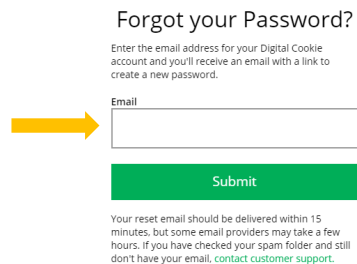 Forgot your Password?
Enter the email address for your Digital Cookie
account and you'll receive an email with a link to
create a new password.
Email
Submit
Your reset email should be delivered within 15
minutes, but some email providers may take a few
hours. If you have checked your spam folder and still
don't have your email, contact customer support.